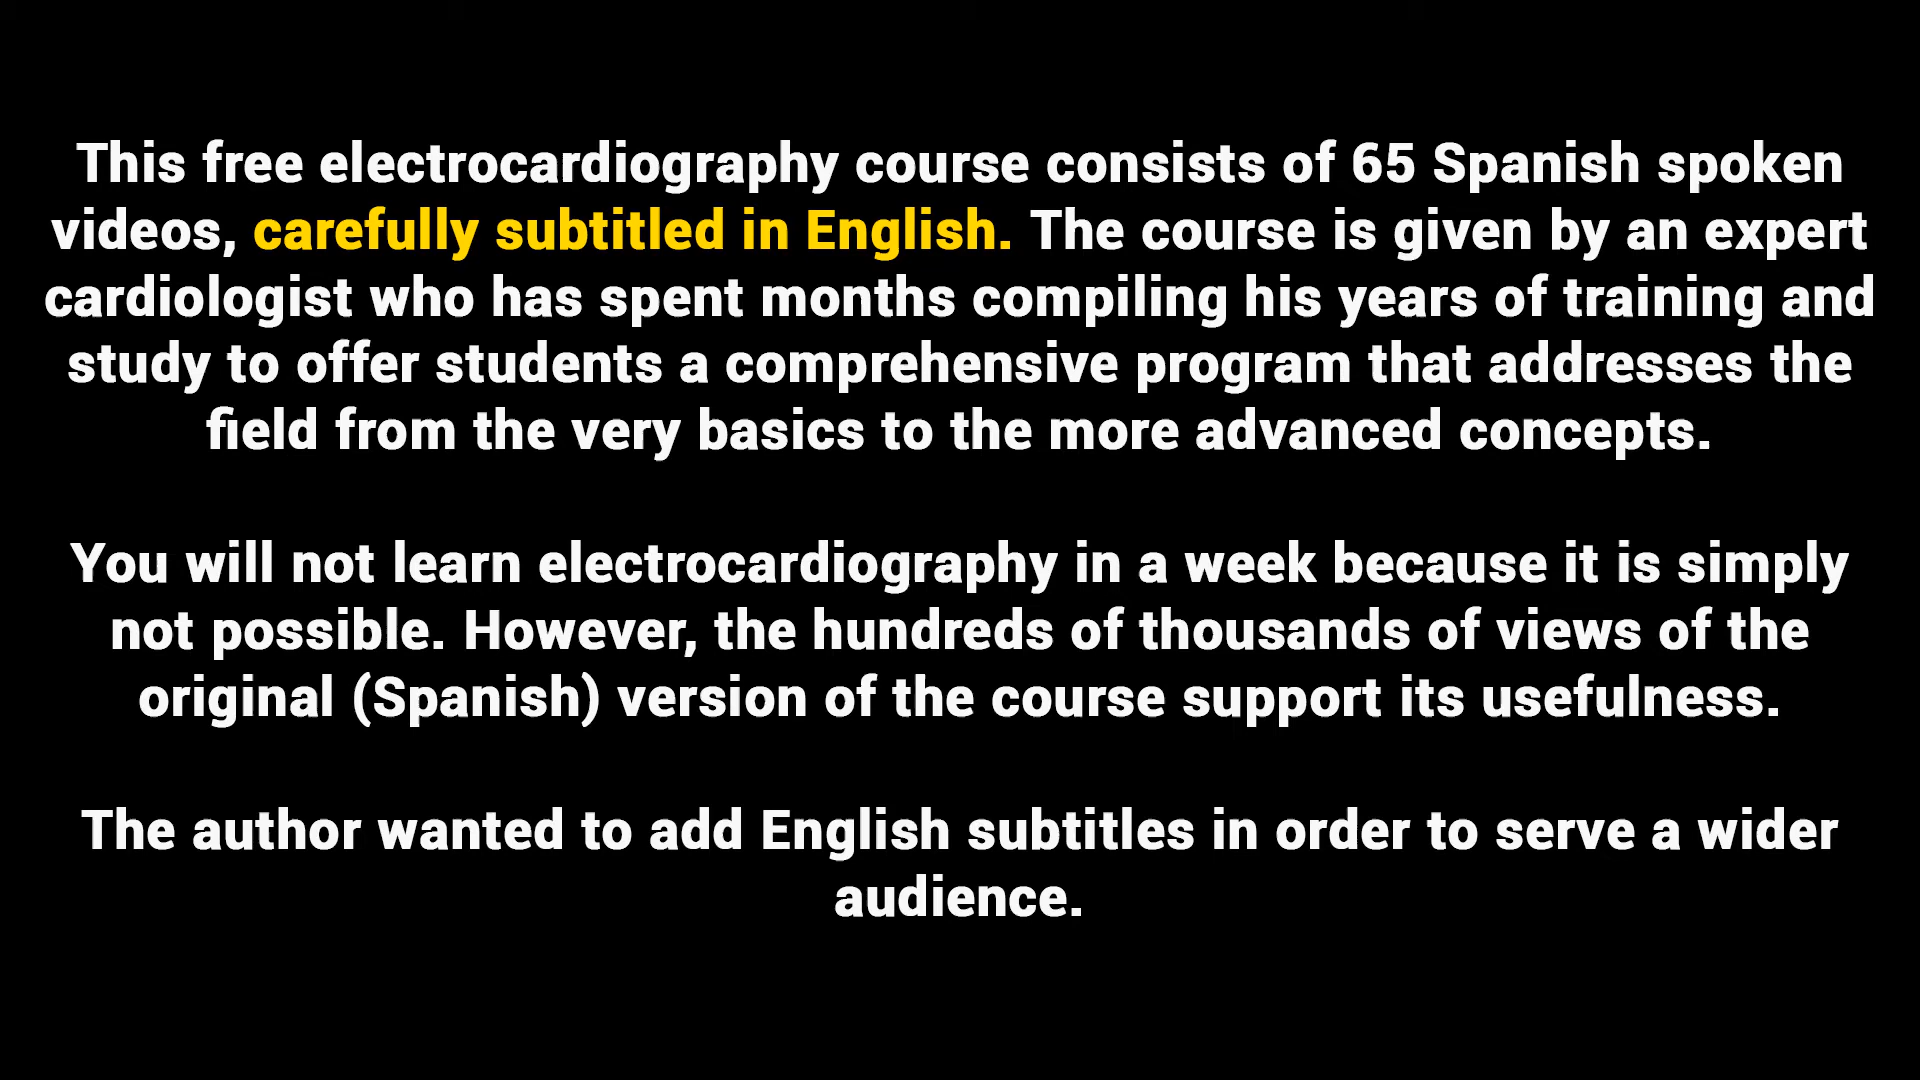 This free electrocardiography course consists of 65 Spanish spoken
videos, carefully subtitled in English. The course is given by an expert
cardiologist who has spent months compiling his years of training and
study to offer students a comprehensive program that addresses the
field from the very basics to the more advanced concepts.
You will not learn electrocardiography in a week because it is simply
not possible. However, the hundreds of thousands of views of the
original (Spanish) version of the course support its usefulness.
The author wanted to add English subtitles in order to serve a wider
audience.